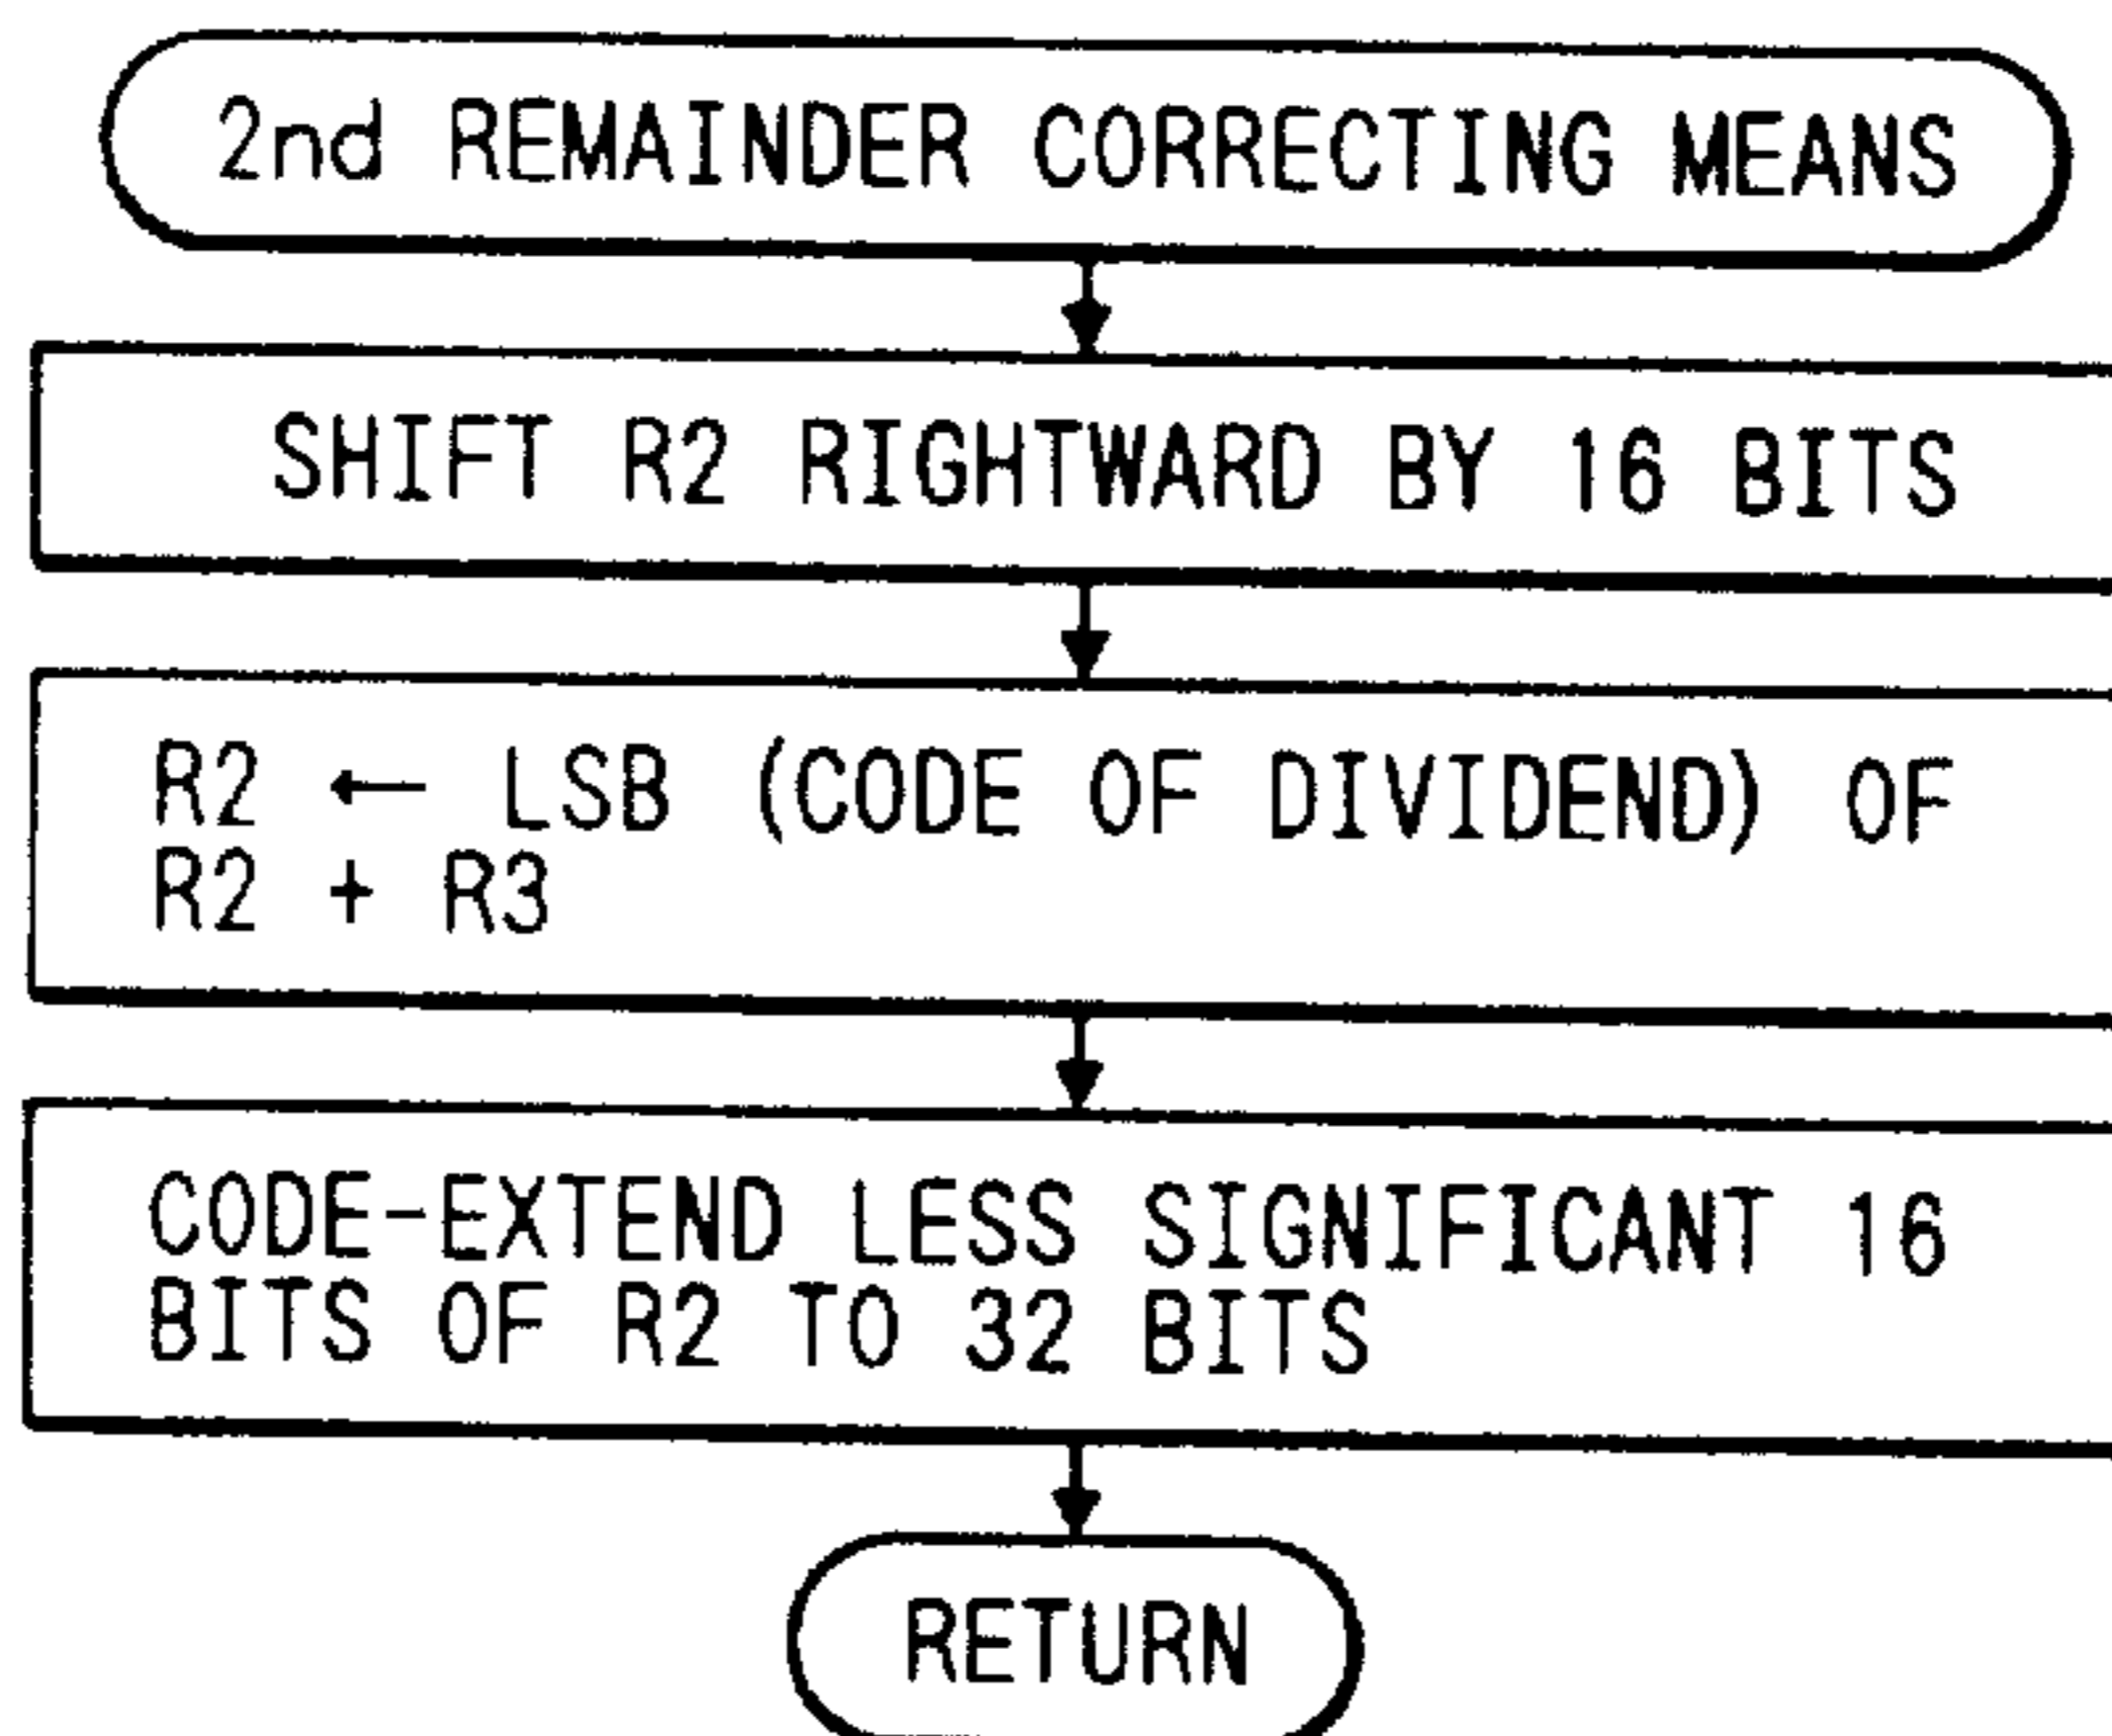 2nd REMAINDER CORRECTING MEANS
SHIFT R2 RIGHTWARD BY 16 BITS
R2 ← LSB (CODE OF DIVIDEND) OF
R2 + R3
CODE-EXTEND LESS SIGNIFICANT 16
BITS OF R2 TO 32 BITS
RETURN